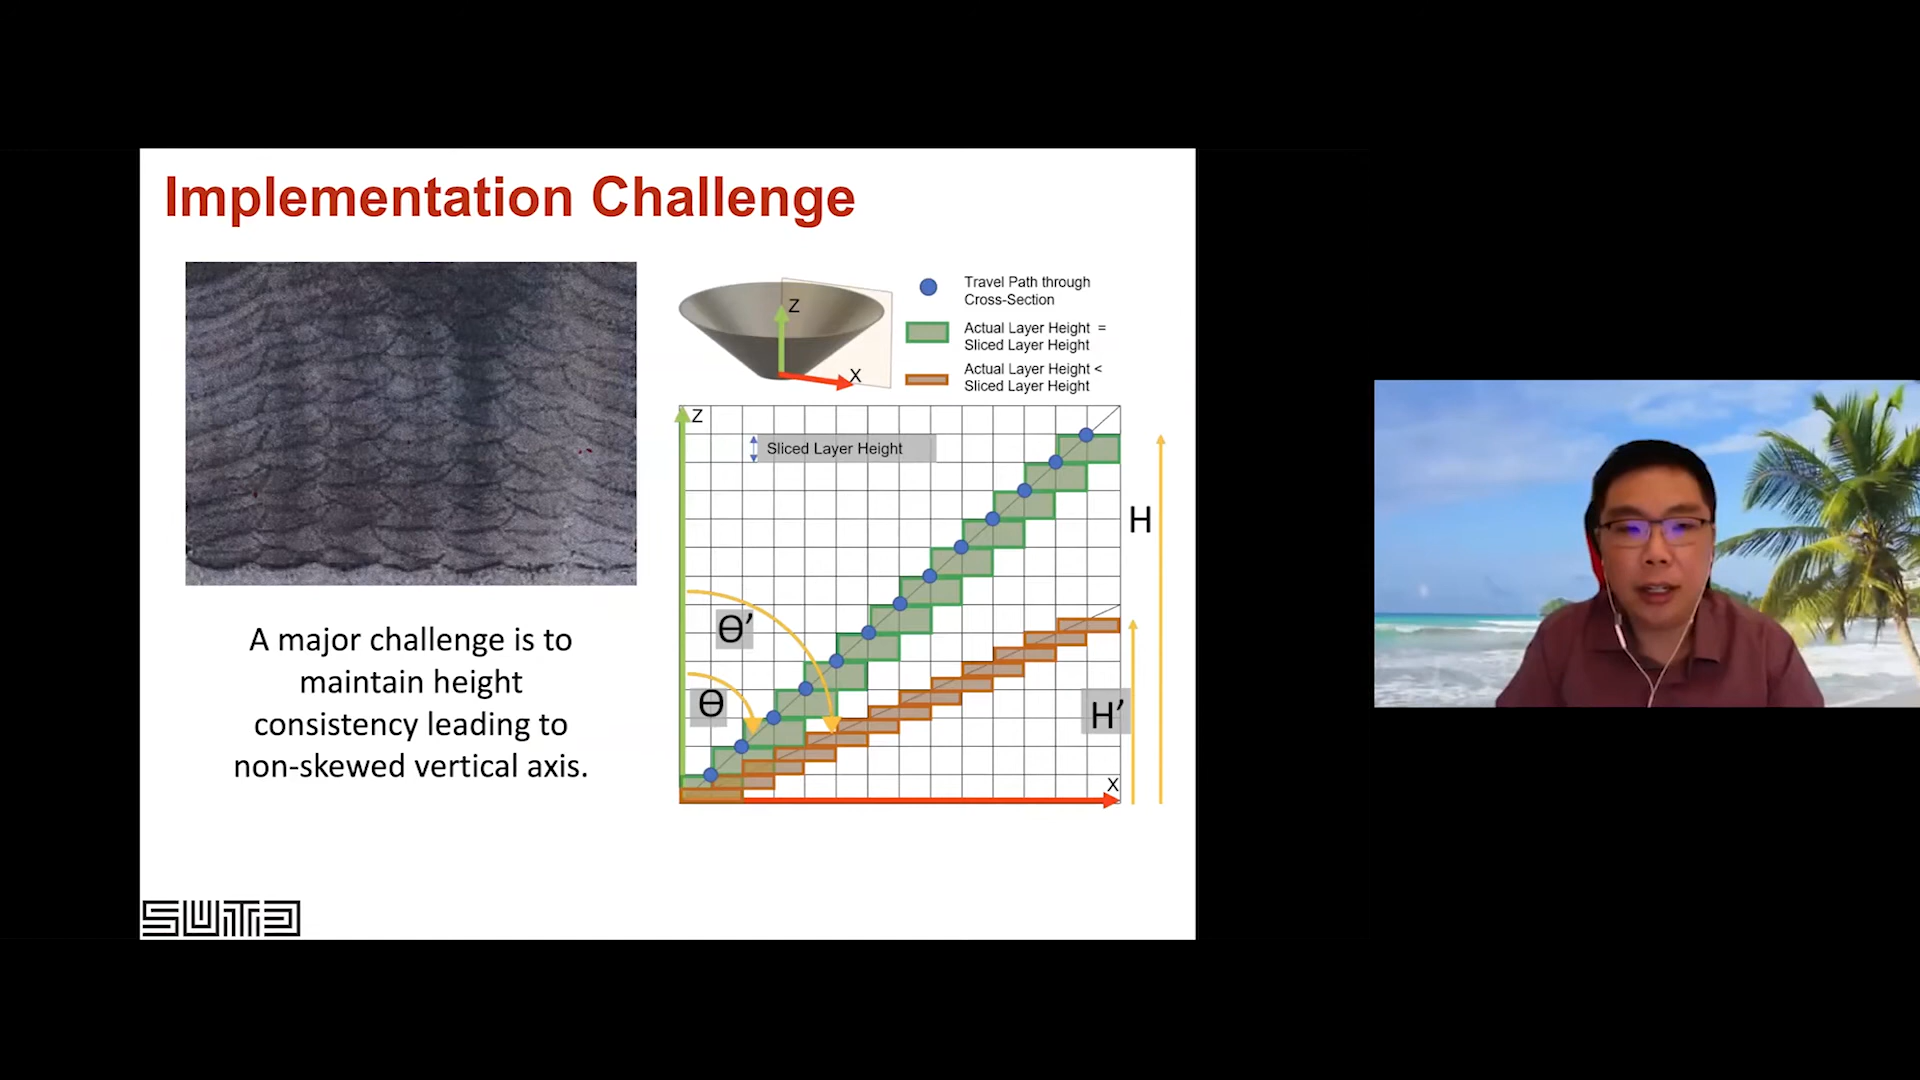 Implementation Challenge
A major challenge is to
maintain height
consistency leading to
non-skewed vertical axis.
Z
X
Travel Path through
Cross-Section
Actual Layer Height =
Sliced Layer Height
Actual Layer Height <
Sliced Layer Height
Z
Sliced Layer Height
H
Θ’
Θ
H’
X
SUTD